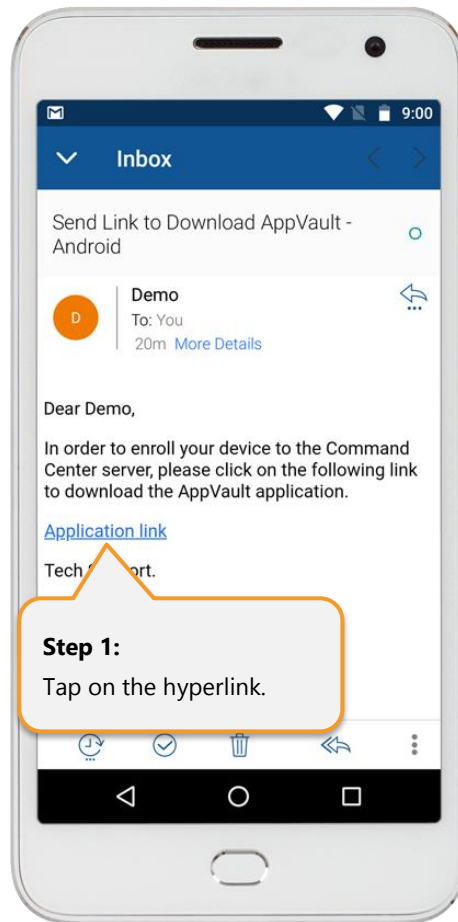 9:00
Inbox
Send Link to Download AppVault -
Android
D
Demo
To: You
20m More Details
Dear Demo,
In order to enroll your device to the Command
Center server, please click on the following link
to download the AppVault application.
Application link
Tech
Step 1:
Tap on the hyperlink.